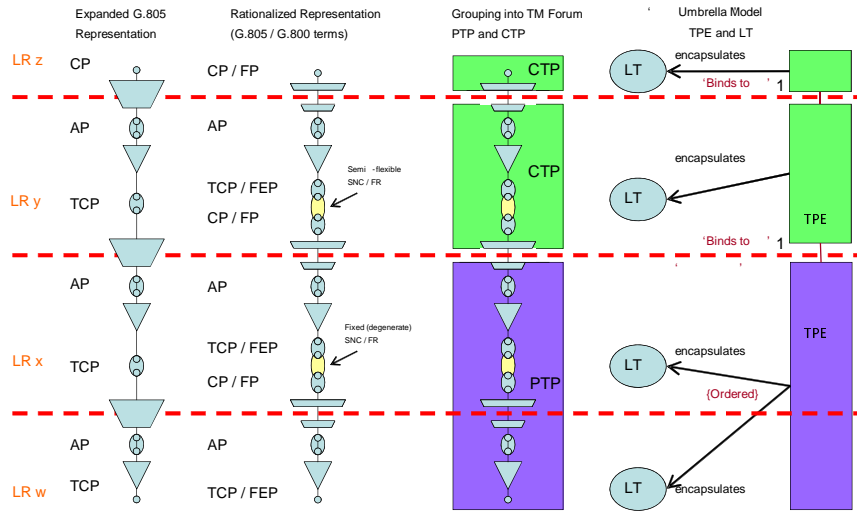 Expanded G.805
Representation
Rationalized Representation
(G.805 / G.800 terms)
Grouping into TM Forum
PTP and CTP
‘ Umbrella Model
TPE and LT
LR z
CP
CP / FP
CTP
LT
encapsulates
‘Binds to ’ 1
AP
AP
LR y
TCP
TCP / FEP
CP / FP
Semi -flexible
SNC / FR
CTP
LT
encapsulates
TPE
‘Binds to ’ 1
‘ ’
AP
AP
LR x
TCP
TCP / FEP
CP / FP
Fixed (degenerate)
SNC / FR
PTP
LT
encapsulates
{Ordered}
TPE
AP
AP
LR w
TCP
TCP / FEP
LT
encapsulates